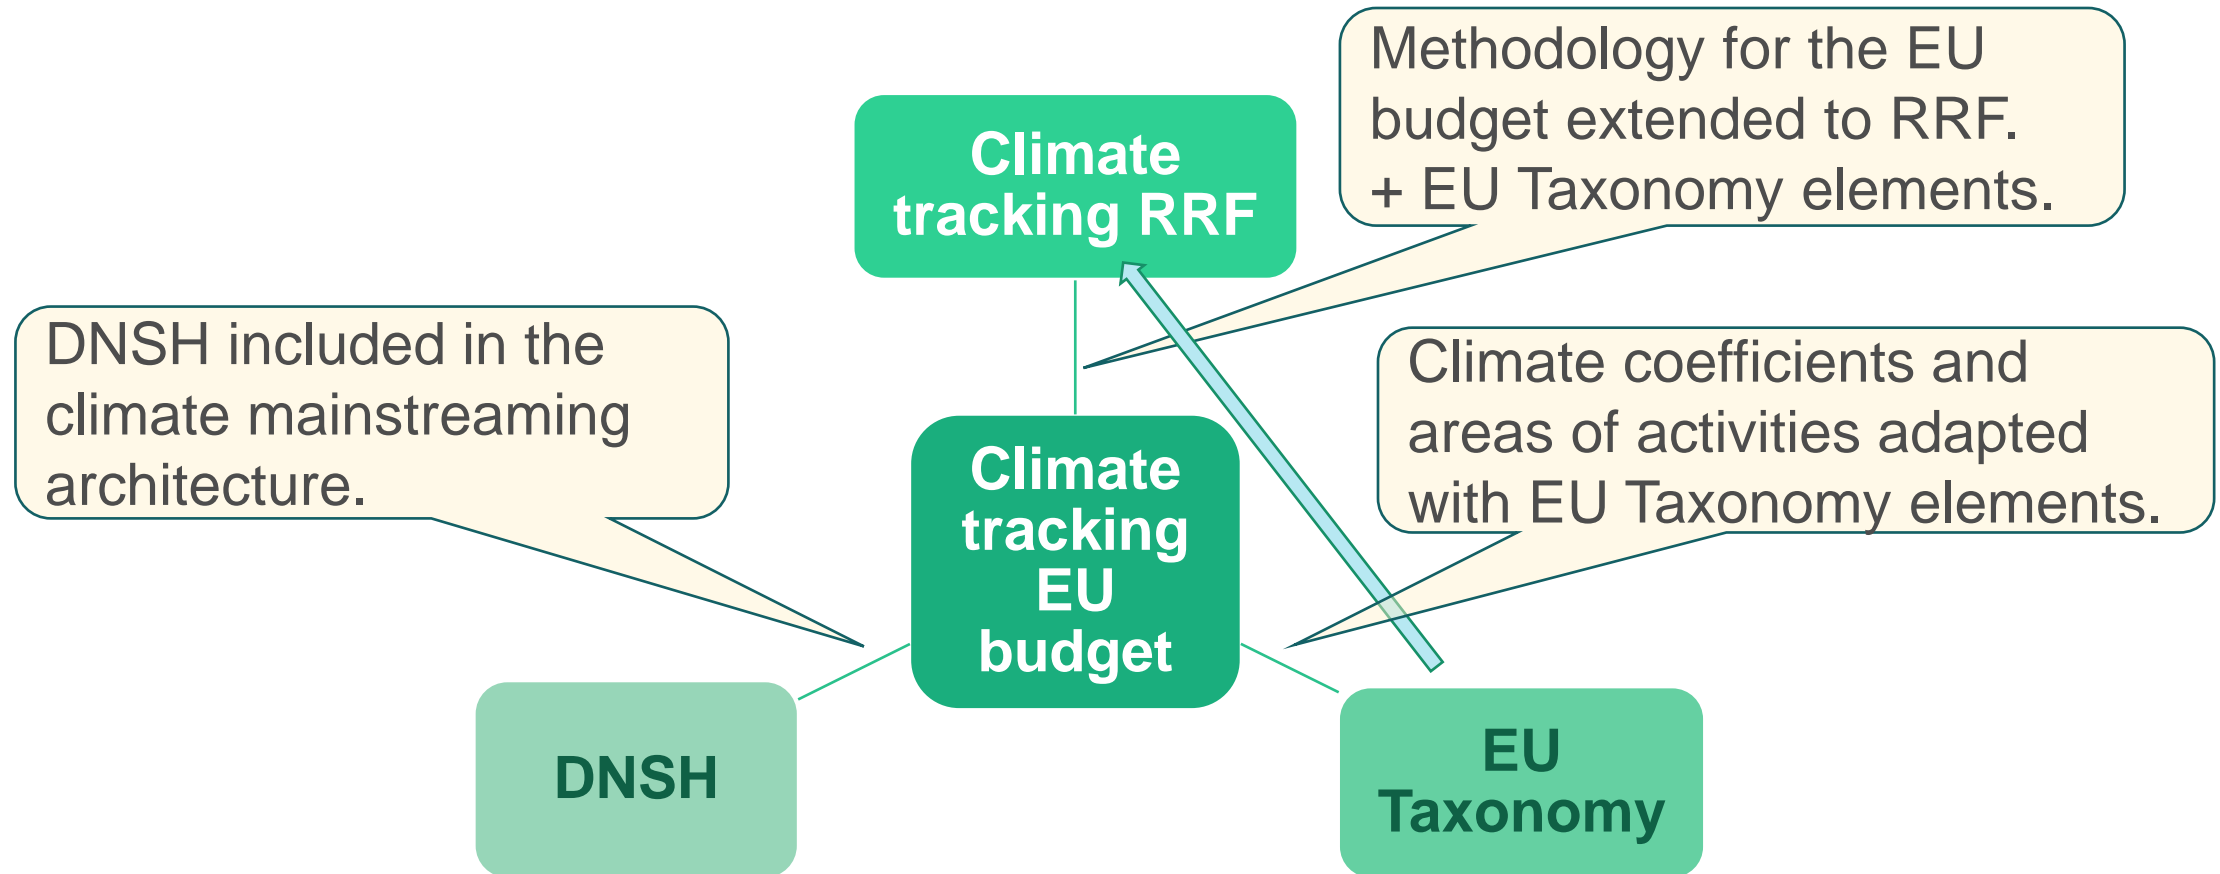 Methodology for the EU
budget extended to RRF.
+ EU Taxonomy elements.
Climate
tracking RRF
DNSH included in the
climate mainstreaming
architecture.
Climate coefficients and
areas of activities adapted
with EU Taxonomy elements.
Climate
tracking
EU
budget
DNSH
EU
Taxonomy